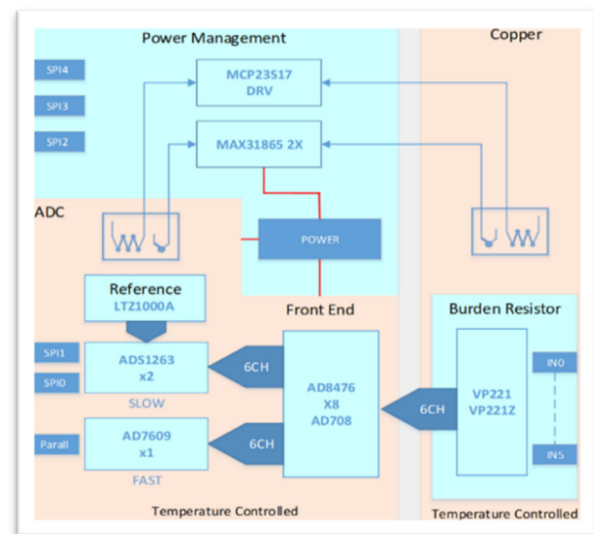 Power Management
Copper
SPI4
SPI3
SPI2
MCP23S17
DRV
MAX31865 2X
ADC
POWER
Reference
LTZ1000A
Front End
Burden Resistor
SPI1
SPI0
ADS1263
x2
6CH
SLOW
AD8476
X8
AD708
6CH
VP221
VP221Z
IN0
IN5
Parall
AD7609
x1
6CH
FAST
Temperature Controlled
Temperature Controlled